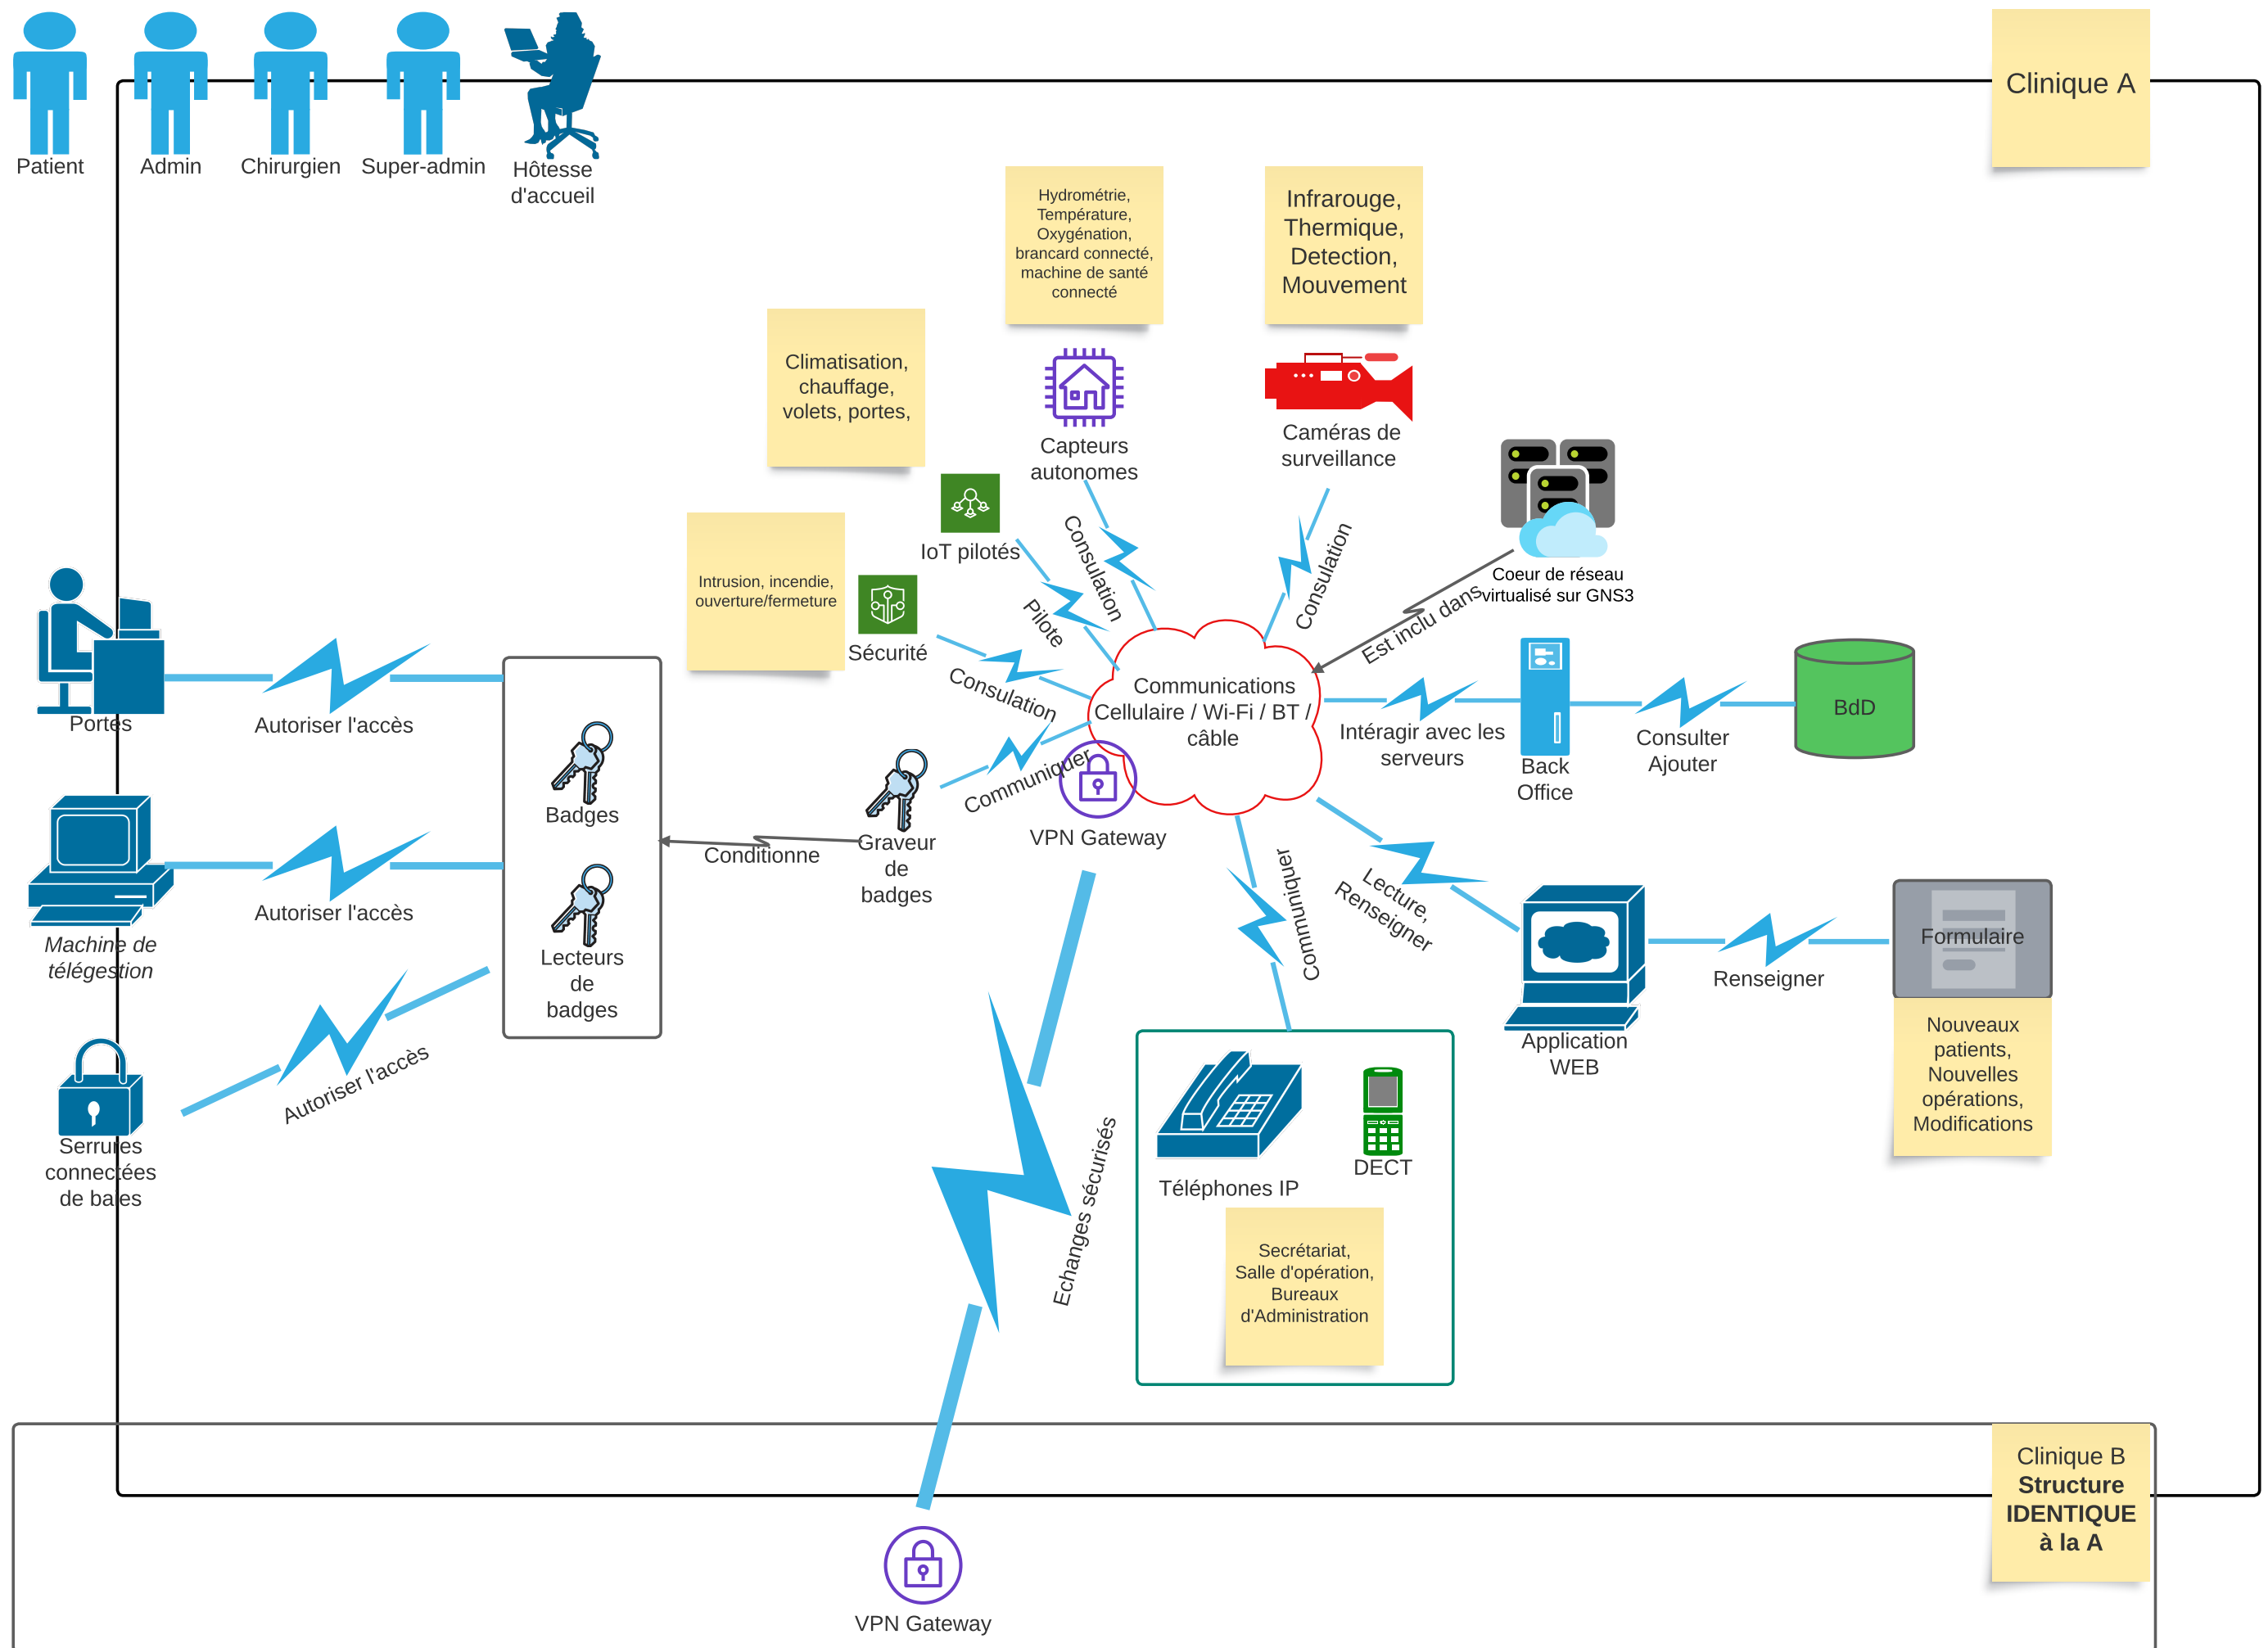 Clinique A
Patient
Admin
Chirurgien
Super-admin
Hôtesse
d'accueil
Hydrométrie,
Température,
Oxygénation,
brancard connecté,
machine de santé
connecté
Infrarouge,
Thermique,
Detection,
Mouvement
Climatisation,
chauffage,
volets, portes,
Capteurs
autonomes
Caméras de
surveillance
IoT pilotés
Consulation
Consulation
Coeur de réseau
virtualisé sur GNS3
Est inclu dans
Intrusion, incendie,
ouverture/fermeture
Pilote
Sécurité
Consulation
Communications
Cellulaire / Wi-Fi / BT /
câble
Intéragir avec les
serveurs
Back
Office
Consulter
Ajouter
BdD
Portes
Autoriser l'accès
Badges
Communiquer
VPN Gateway
Conditionne
Graveur
de
badges
Communiquer
Lecture,
Renseigner
Autoriser l'accès
Machine de
télégestion
Lecteurs
de
badges
Formulaire
Renseigner
Application
WEB
Nouveaux
patients,
Nouvelles
opérations,
Modifications
Autoriser l'accès
Serrures
connectées
de baies
Echanges sécurisés
Téléphones IP
DECT
Secrétariat,
Salle d'opération,
Bureaux
d'Administration
Clinique B
Structure
IDENTIQUE
à la A
VPN Gateway